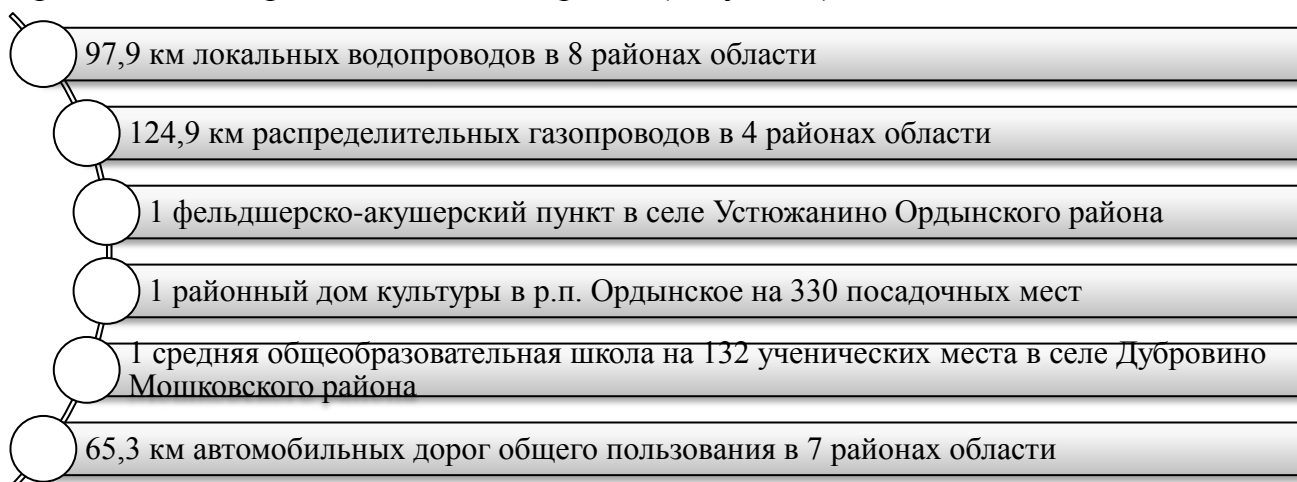 97,9 км локальных водопроводов в 8 районах области
124,9 км распределительных газопроводов в 4 районах области
1 фельдшерско-акушерский пункт в селе Устюжанино Ордынского района
1 районный дом культуры в р.п. Ордынское на 330 посадочных мест
1 средняя общеобразовательная школа на 132 ученических места в селе Дубровино
Мошковского района
65,3 км автомобильных дорог общего пользования в 7 районах области